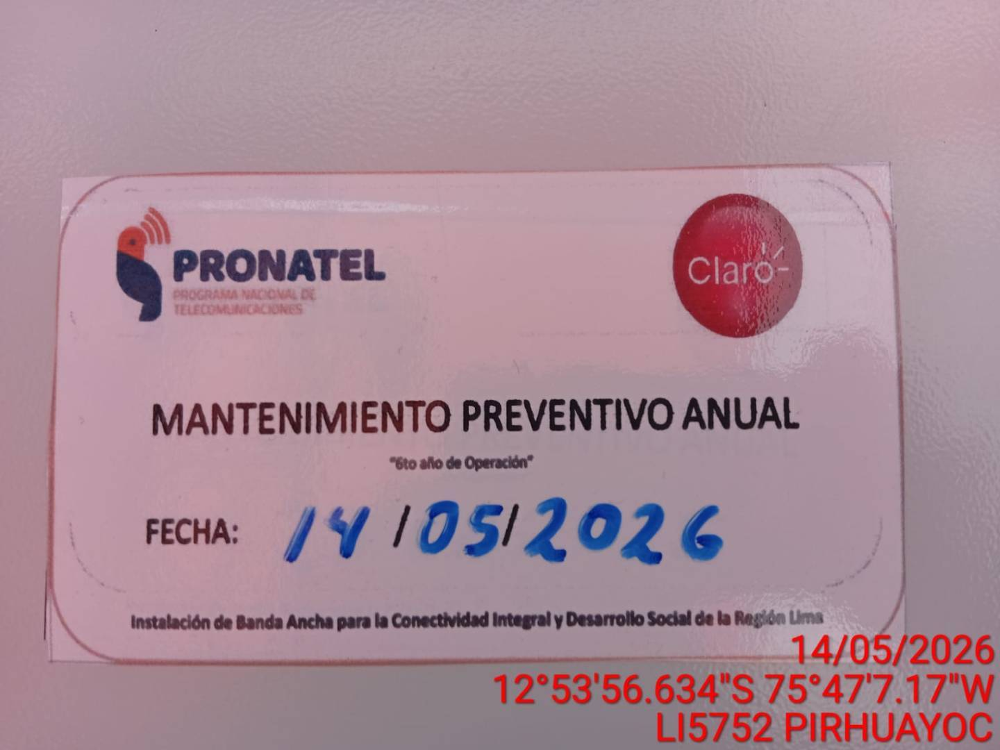 PRONATEL
PROGRAMA NACIONAL DE
TELECOMUNICACIONES
Claro
MANTENIMIENTO PREVENTIVO ANUAL
"6to año de Operación"
FECHA: 14/05/2026
Instalación de Banda Ancha para la Conectividad Integral y Desarrollo Social de la Región Lima
14/05/2026
12°53'56.634"S 75°47'7.17"W
LI5752 PIRHUAYOC